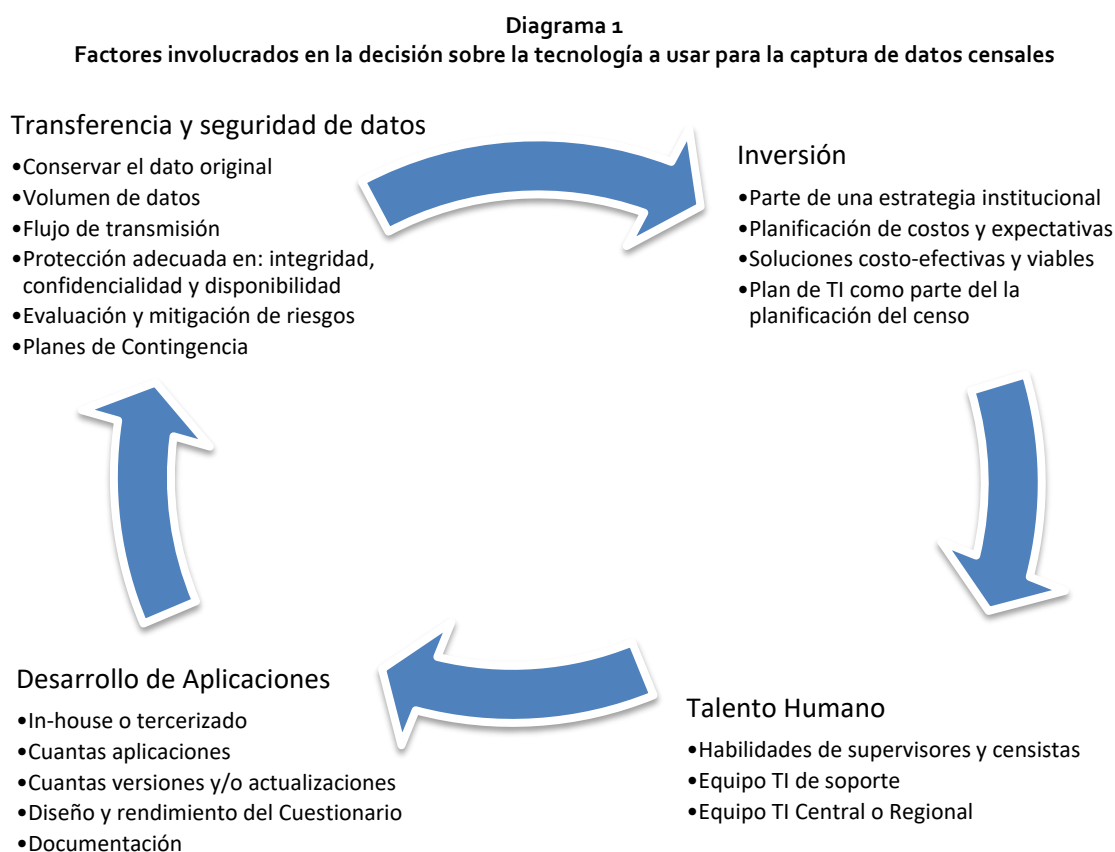 Diagrama 1
Factores involucrados en la decisión sobre la tecnología a usar para la captura de datos censales
Transferencia y seguridad de datos
•Conservar el dato original
•Volumen de datos
•Flujo de transmisión
•Protección adecuada en: integridad,
confidencialidad y disponibilidad
•Evaluación y mitigación de riesgos
•Planes de Contingencia
Inversión
•Parte de una estrategia institucional
•Planificación de costos y expectativas
•Soluciones costo-efectivas y viables
•Plan de TI como parte del la
planificación del censo
Desarrollo de Aplicaciones
•In-house o tercerizado
•Cuantas aplicaciones
•Cuantas versiones y/o actualizaciones
•Diseño y rendimiento del Cuestionario
•Documentación
Talento Humano
•Habilidades de supervisores y censistas
•Equipo TI de soporte
•Equipo TI Central o Regional